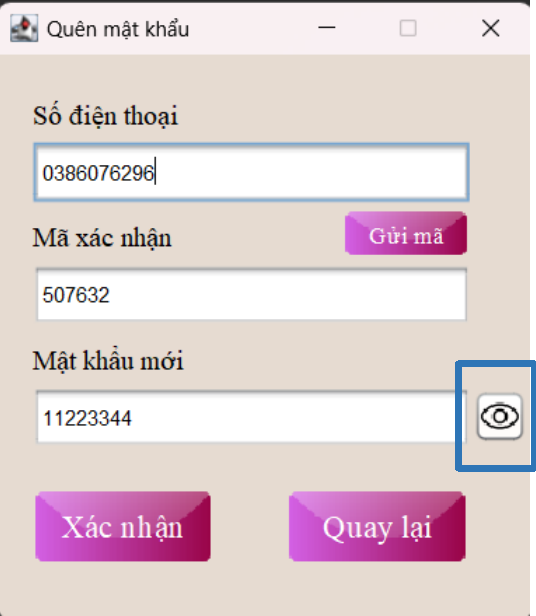 Quên mật khẩu
Số điện thoại
0386076296
Mã xác nhận
Gửi mã
507632
Mật khẩu mới
11223344
Xác nhận
Quay lại